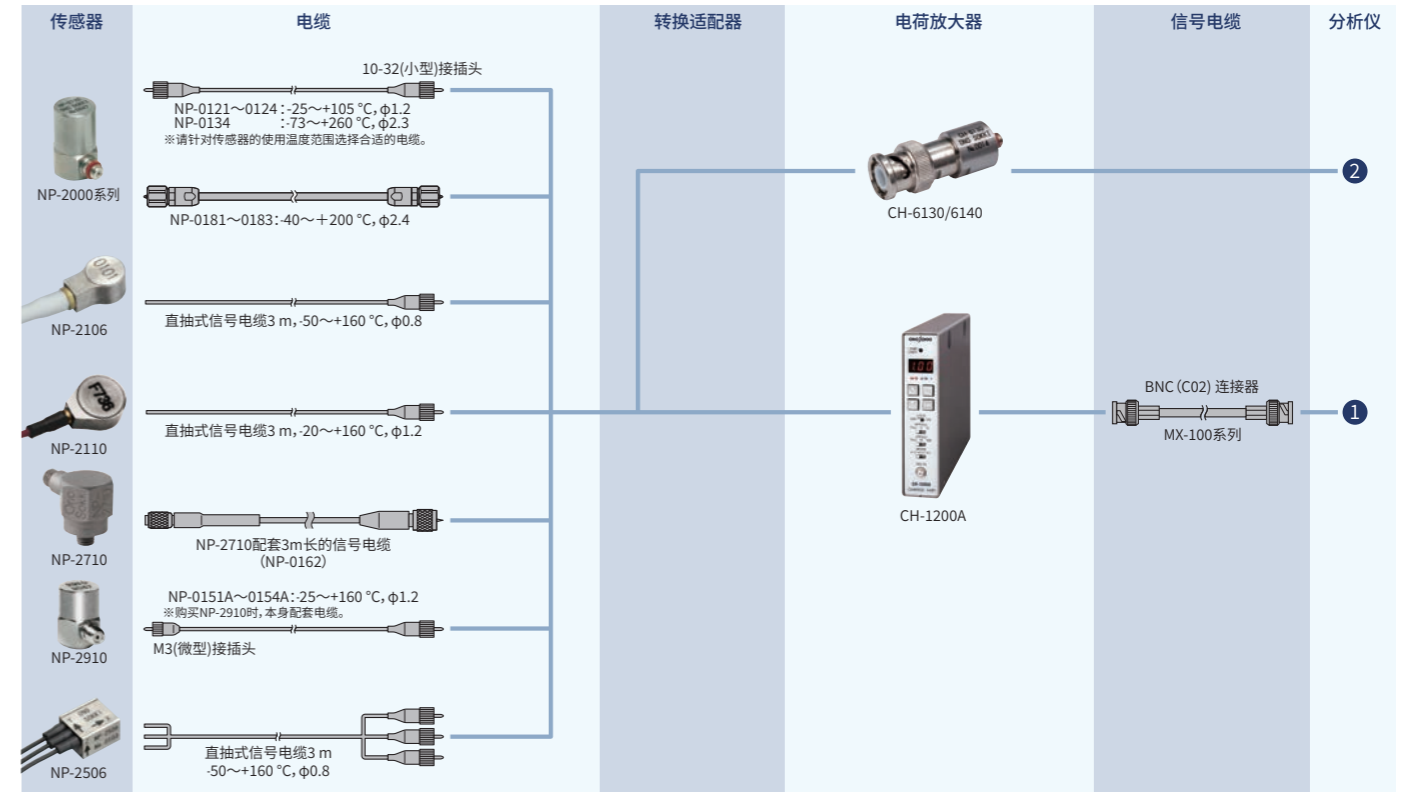 传感器
电缆
转换适配器
电荷放大器
信号电缆
分析仪
10-32(小型)接插头
NP-0121～0124：-25～+105 ℃，φ1.2
NP-0134 ：-73～+260 ℃，φ2.3
※请针对传感器的使用温度范围选择合适的电缆。
NP-2000系列
NP-0181～0183：-40～＋200 ℃，φ2.4
CH-6130/6140
2
0101
NP-2106
直抽式信号电缆3 m，-50～+160 ℃，φ0.8
F736
NP-2110
直抽式信号电缆3 m，-20～+160 ℃，φ1.2
100
CH-1200A
BNC（C02）连接器
MX-100系列
1
NP-2710
NP-2710配套3m长的信号电缆
（NP-0162）
NP-0151A～0154A：-25～+160 ℃，φ1.2
※购买NP-2910时，本身配套电缆。
M3(微型)接插头
NP-2910
NP-2506
直抽式信号电缆3 m
-50～+160 ℃，φ0.8